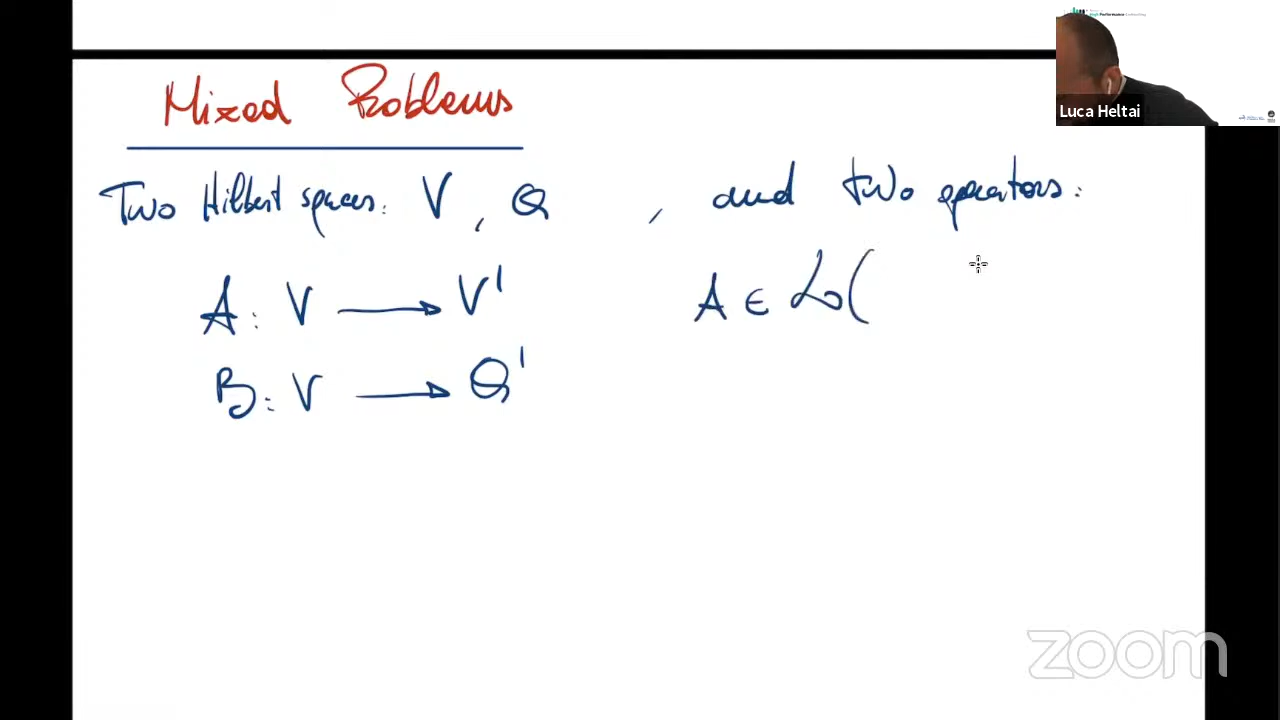 Mixed Problems
Two Hilbert spaces: V, Q, and two operators:
A: V ⟶ V' A ∈ ℒ(
B: V ⟶ Q'
Luca Heltai
zoom